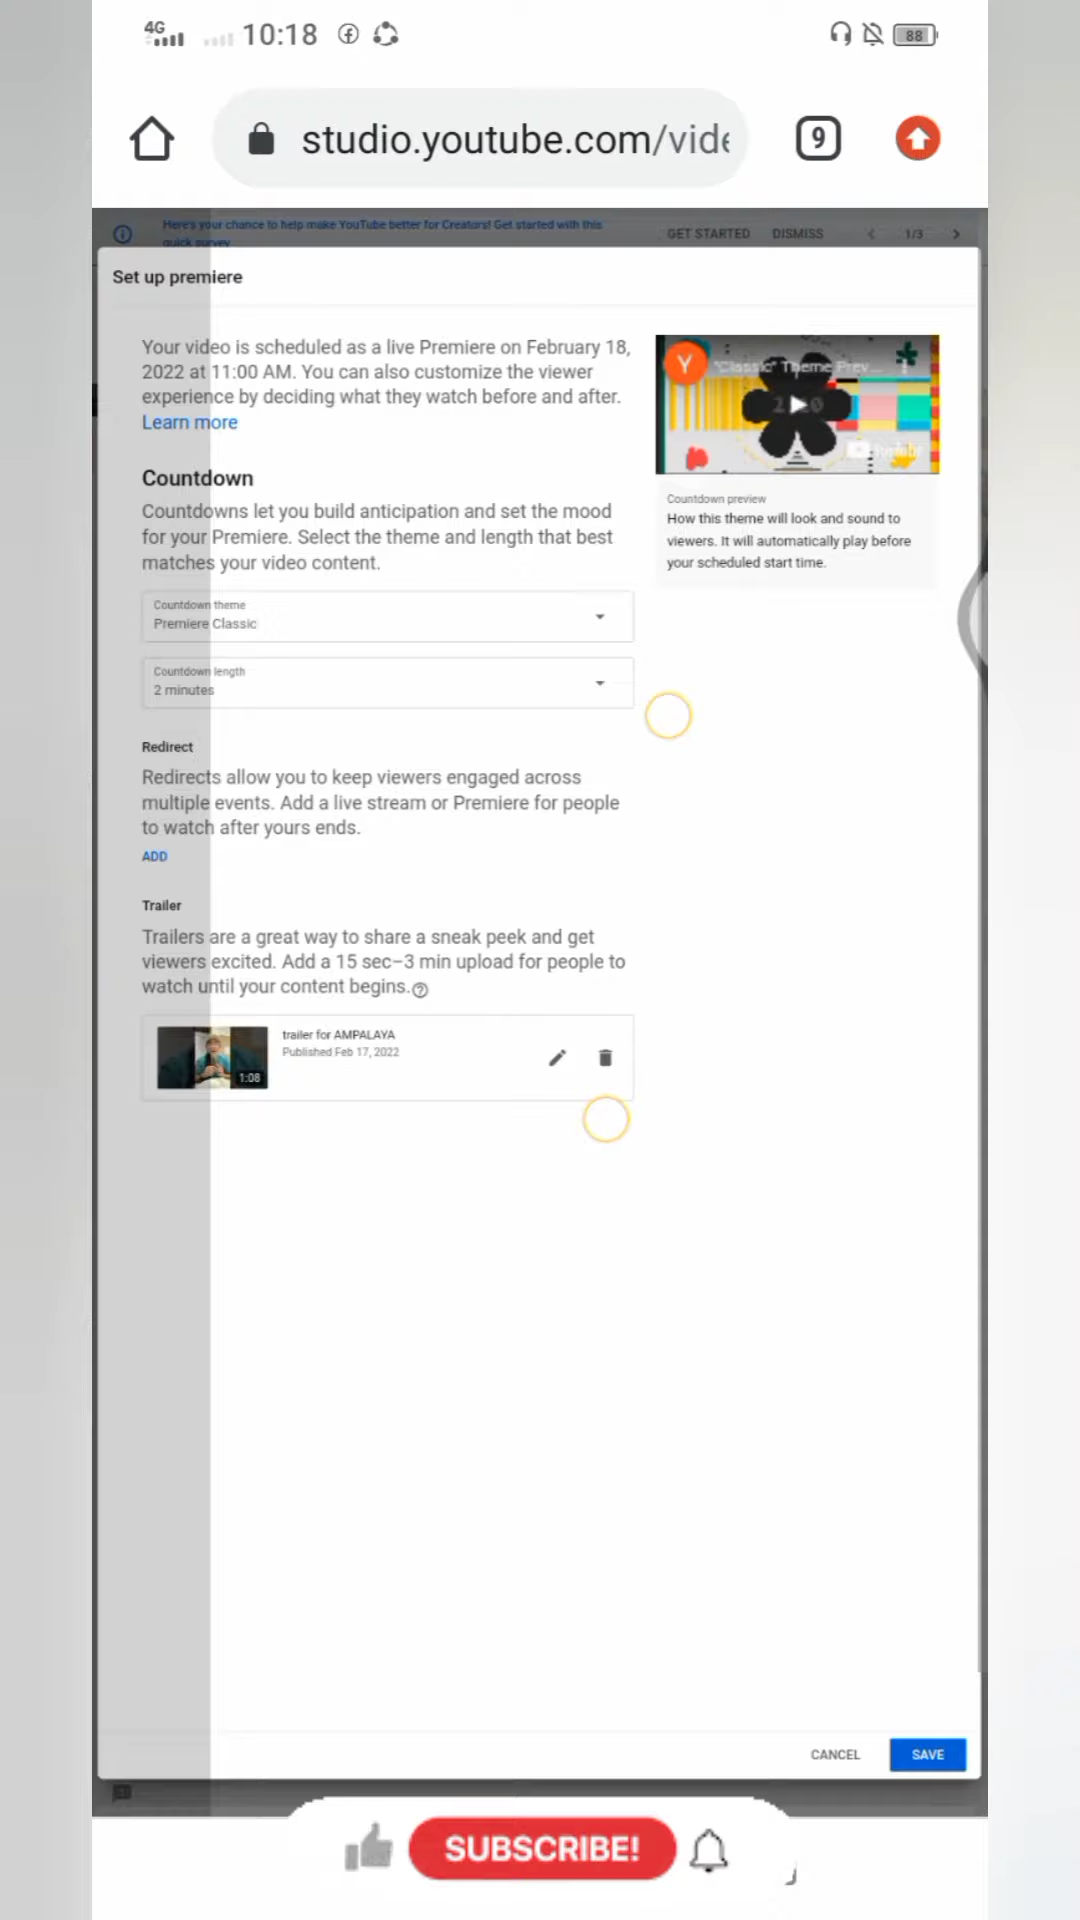 4G
10:18
88
studio.youtube.com/vide
9
Here's your chance to help make YouTube better for Creators! Get started with this
quick survey
GET STARTED
DISMISS
1/3
Set up premiere
Your video is scheduled as a live Premiere on February 18,
2022 at 11:00 AM. You can also customize the viewer
experience by deciding what they watch before and after.
Learn more
Y
"Classic" Theme Prev...
Countdown preview
How this theme will look and sound to
viewers. It will automatically play before
your scheduled start time.
Countdown
Countdowns let you build anticipation and set the mood
for your Premiere. Select the theme and length that best
matches your video content.
Countdown theme
Premiere Classic
Countdown length
2 minutes
Redirect
Redirects allow you to keep viewers engaged across
multiple events. Add a live stream or Premiere for people
to watch after yours ends.
ADD
Trailer
Trailers are a great way to share a sneak peek and get
viewers excited. Add a 15 sec–3 min upload for people to
watch until your content begins.
1:08
trailer for AMPALAYA
Published Feb 17, 2022
CANCEL
SAVE
SUBSCRIBE!